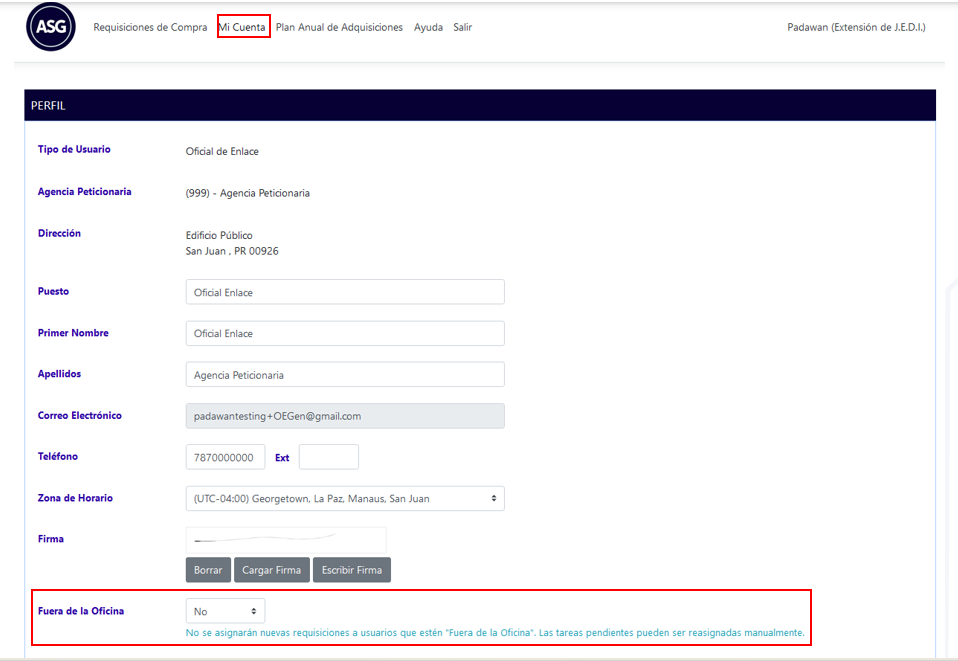 ASG
Requisiciones de Compra Mi Cuenta Plan Anual de Adquisiciones Ayuda Salir Padawan (Extensión de J.E.D.I.)
PERFIL
Tipo de Usuario Oficial de Enlace
Agencia Peticionaria (999) - Agencia Peticionaria
Dirección Edificio Público
San Juan , PR 00926
Puesto Oficial Enlace
Primer Nombre Oficial Enlace
Apellidos Agencia Peticionaria
Correo Electrónico padawantesting+OEGen@gmail.com
Teléfono 7870000000 Ext
Zona de Horario (UTC-04:00) Georgetown, La Paz, Manaus, San Juan
Firma
Borrar Cargar Firma Escribir Firma
Fuera de la Oficina No
No se asignarán nuevas requisiciones a usuarios que estén "Fuera de la Oficina". Las tareas pendientes pueden ser reasignadas manualmente.